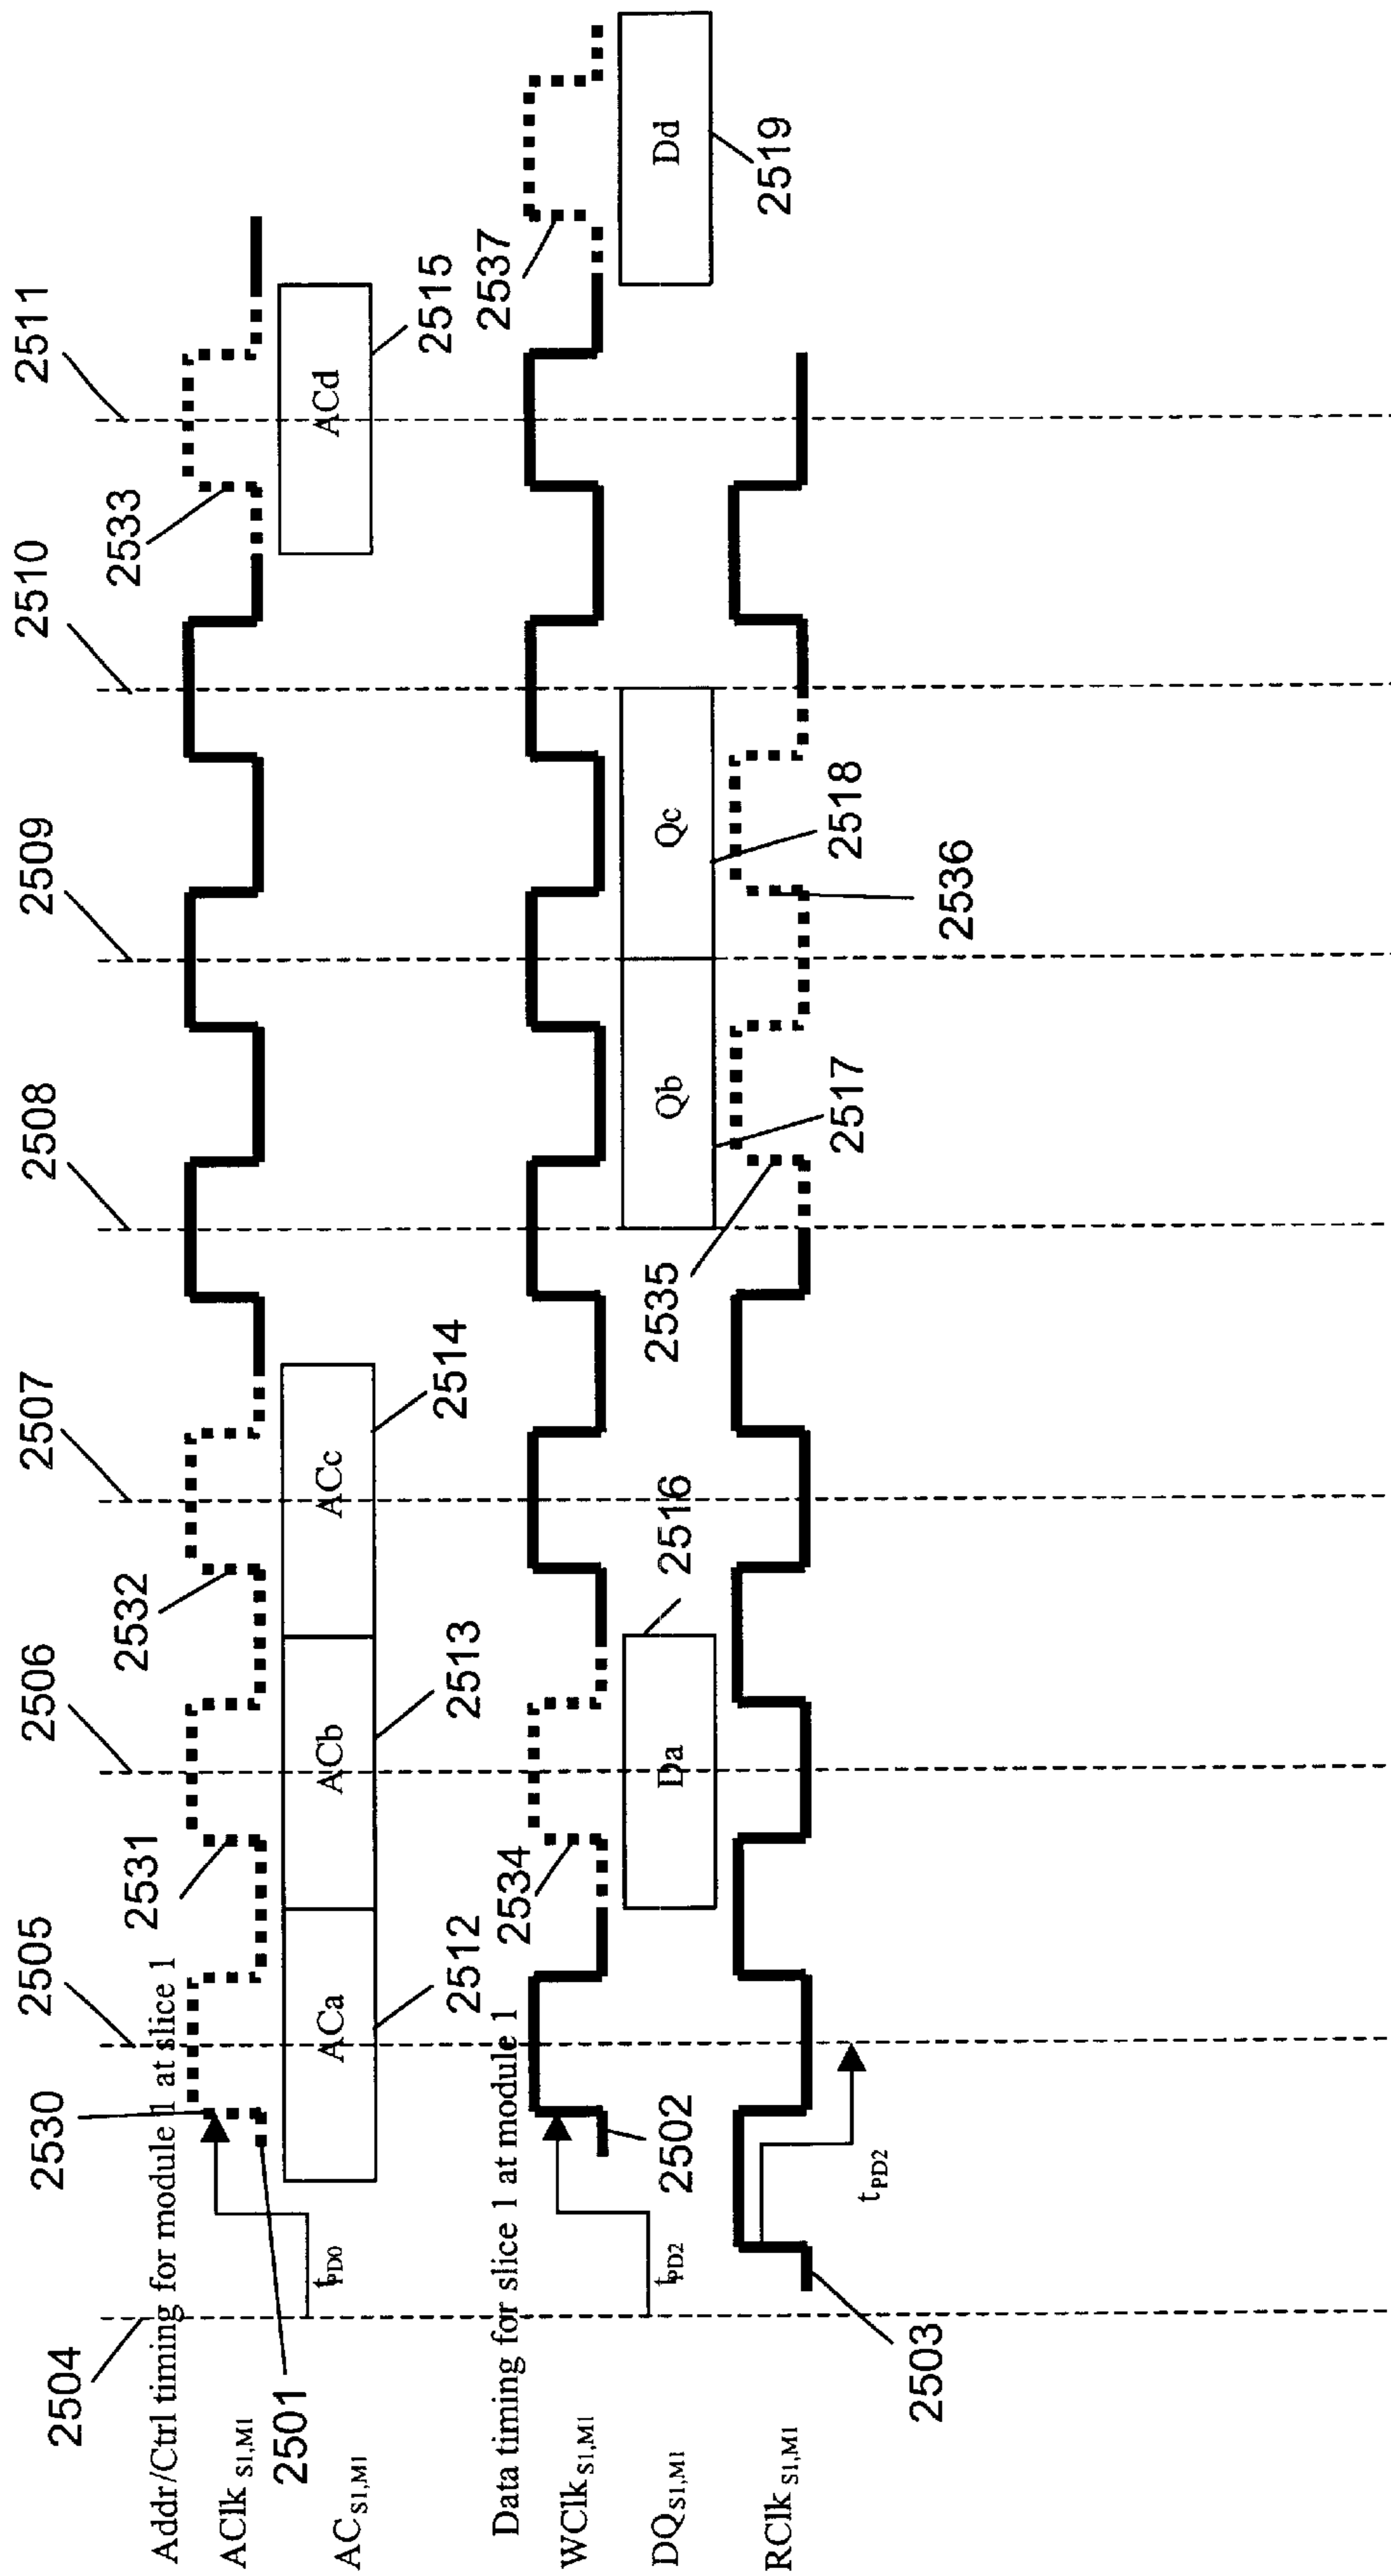 2504
2505
2506
2507
2508
2509
2510
2511
Addr/Ctrl timing for module 1 at slice 1
2530
2531
2532
2533
AClk S1,M1
2501
tPD0
AC S1,M1
ACa
ACb
ACc
ACd
2512
2513
2514
2515
Data timing for slice 1 at module 1
2534
2537
WClk S1,M1
2502
tPD2
DQ S1,M1
Da
Qb
Qc
Dd
2516
2535
2517
2518
2519
RClk S1,M1
2503
tPD2
2536